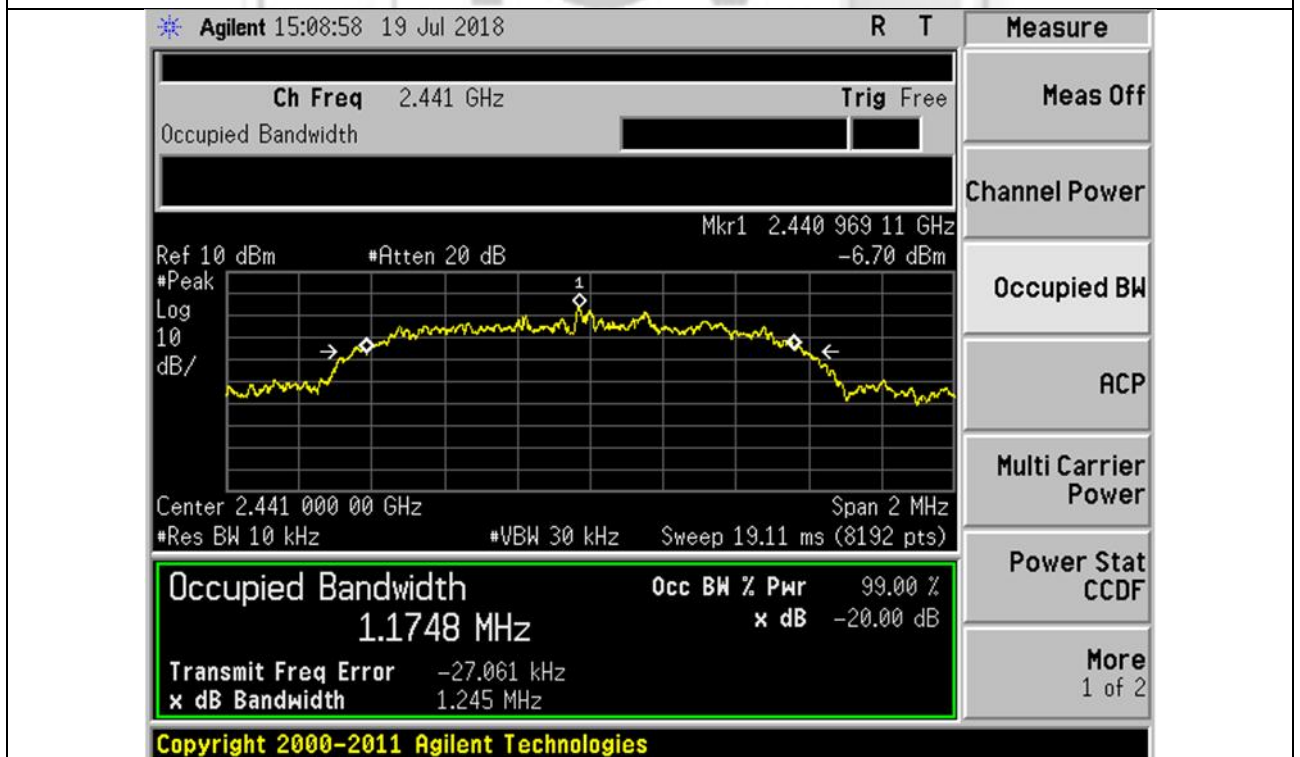 Agilent 15:08:58 19 Jul 2018 R T
Measure
Ch Freq 2.441 GHz Trig Free
Occupied Bandwidth
Meas Off
Channel Power
Occupied BW
ACP
Multi Carrier
Power
Power Stat
CCDF
More
1 of 2
Mkr1 2.440 969 11 GHz
Ref 10 dBm #Atten 20 dB -6.70 dBm
#Peak
Log
10
dB/
1
Center 2.441 000 00 GHz Span 2 MHz
#Res BW 10 kHz #VBW 30 kHz Sweep 19.11 ms (8192 pts)
Occupied Bandwidth Occ BW % Pwr 99.00 %
1.1748 MHz x dB -20.00 dB
Transmit Freq Error -27.061 kHz
x dB Bandwidth 1.245 MHz
Copyright 2000-2011 Agilent Technologies